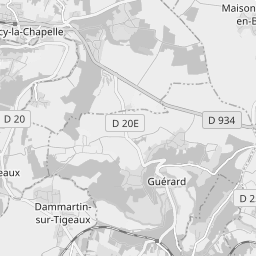 Maison
en-B
cy-la-Chapelle
D 20
D 20E
D 934
Guérard
eaux
D 2
Dammartin-
sur-Tigeaux